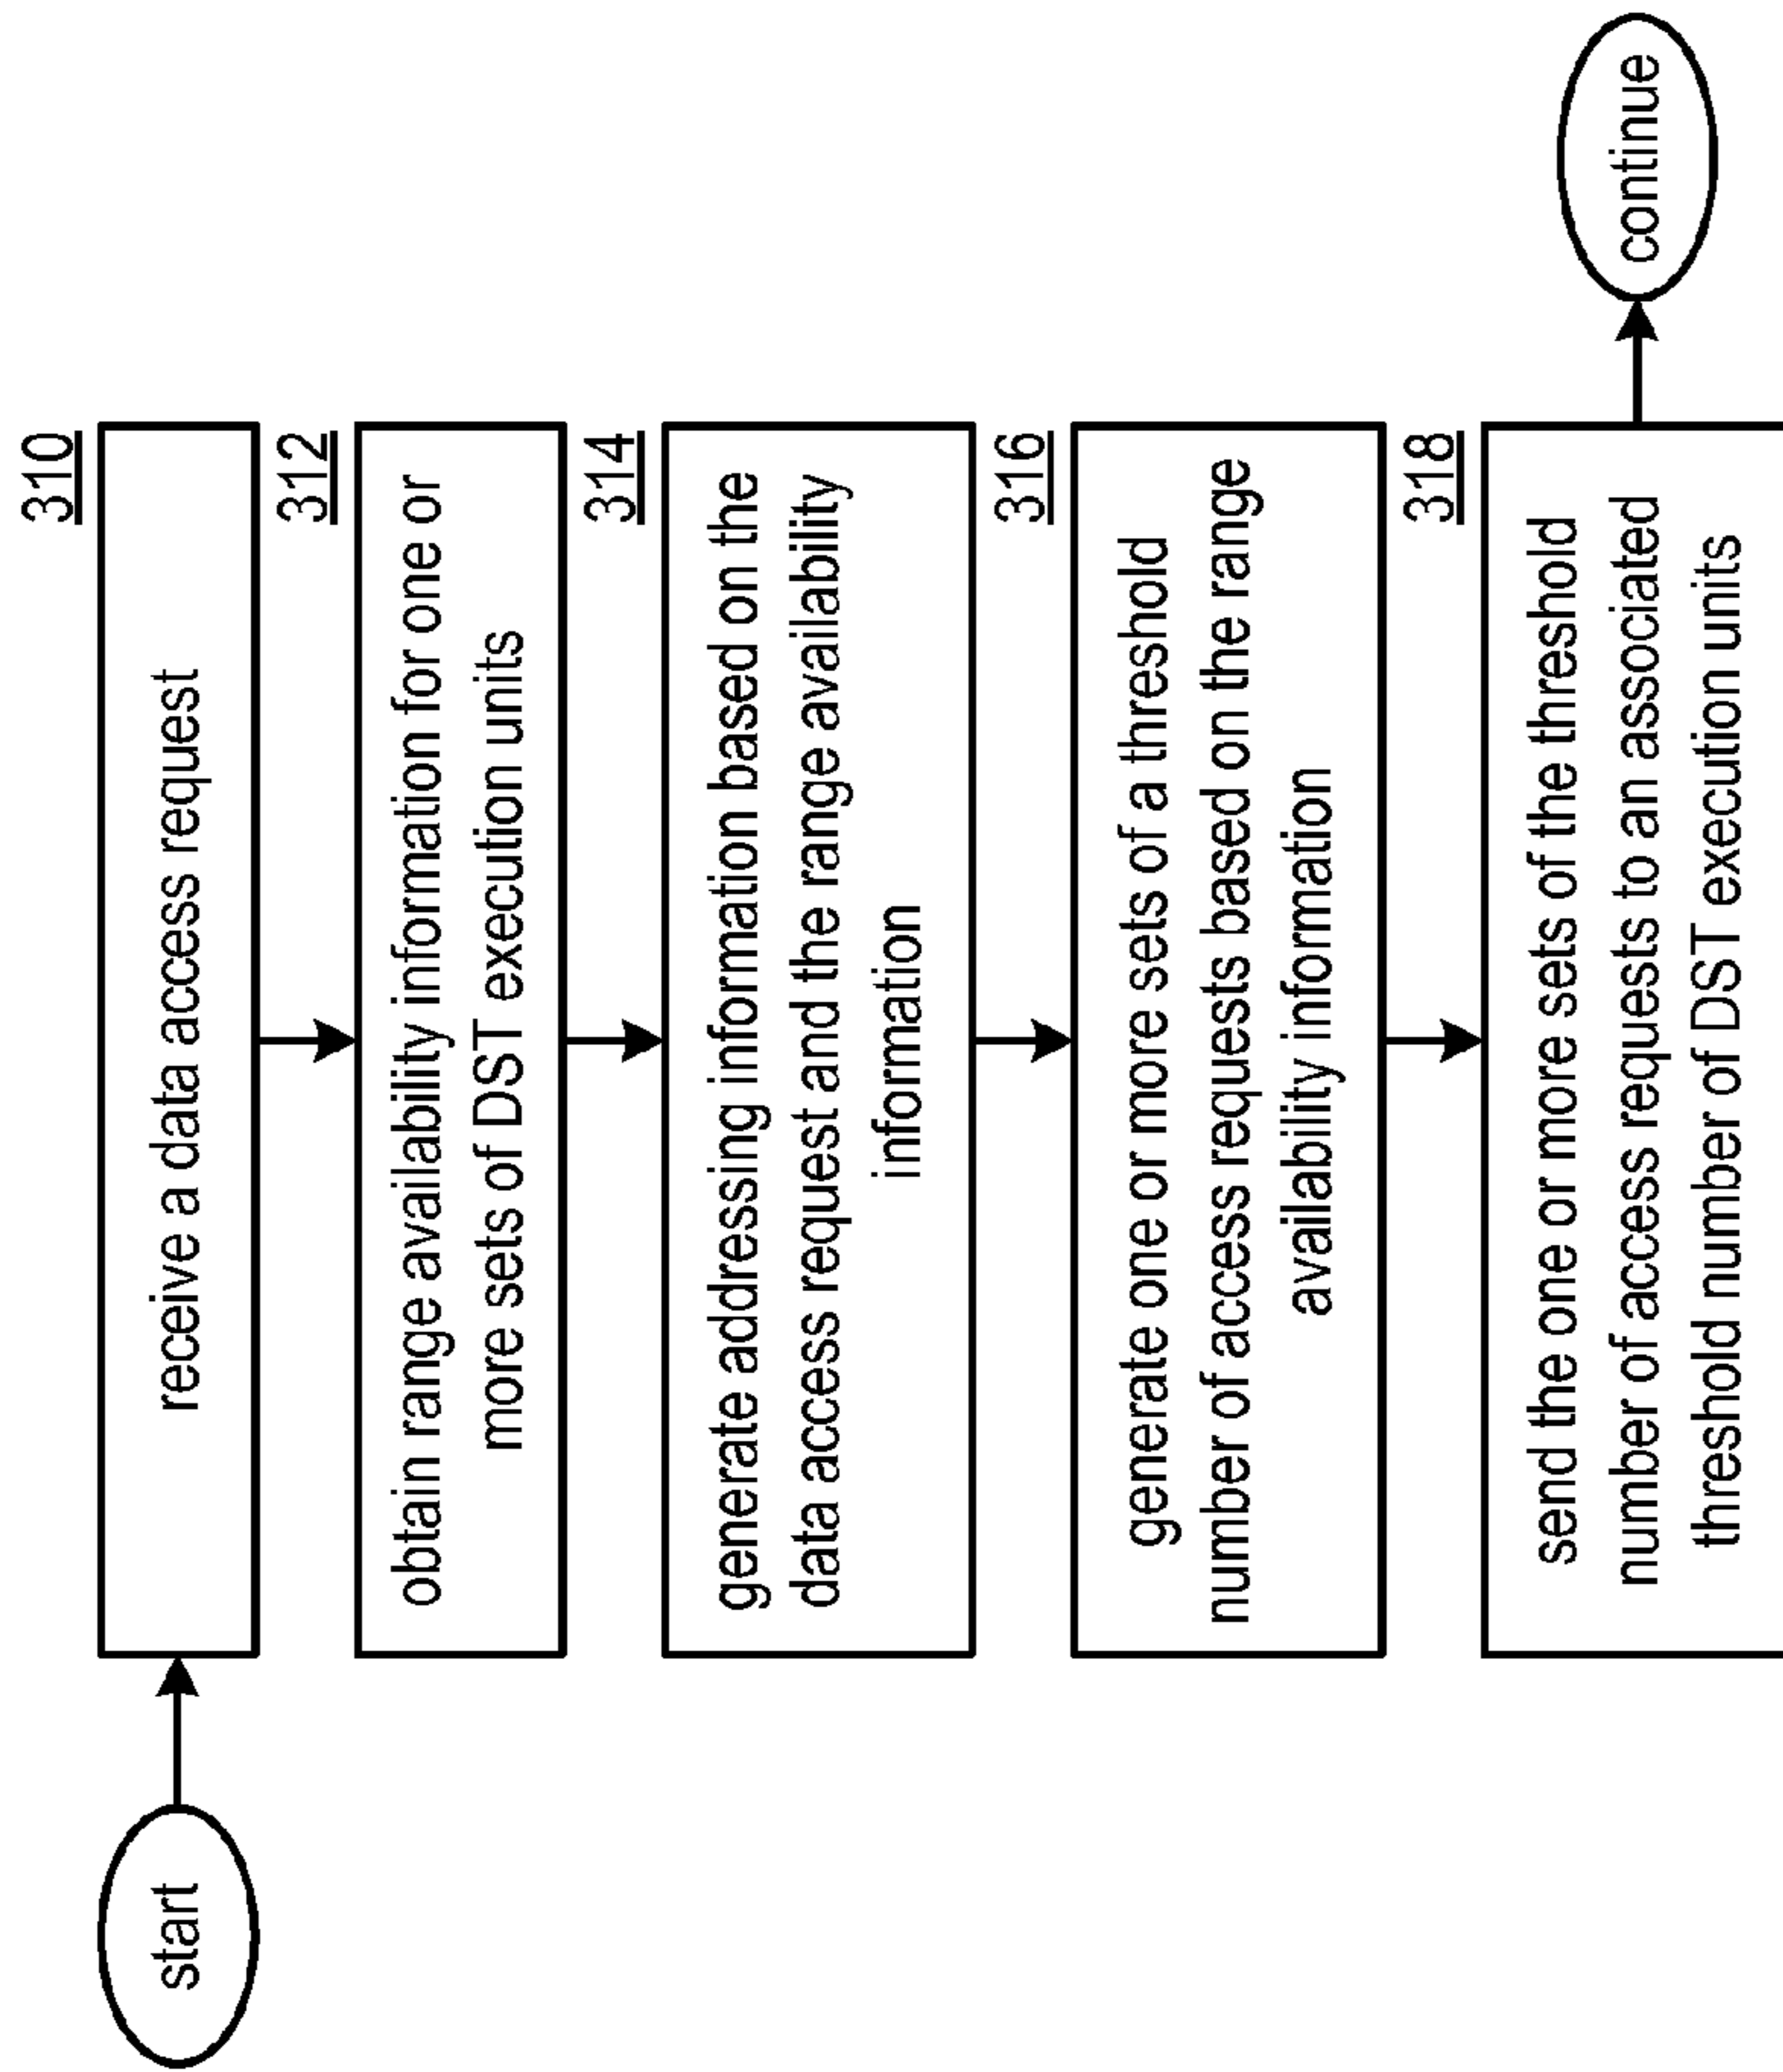 start
310
receive a data access request
312
obtain range availability information for one or
more sets of DST execution units
314
generate addressing information based on the
data access request and the range availability
information
316
generate one or more sets of a threshold
number of access requests based on the range
availability information
318
send the one or more sets of the threshold
number of access requests to an associated
threshold number of DST execution units
continue